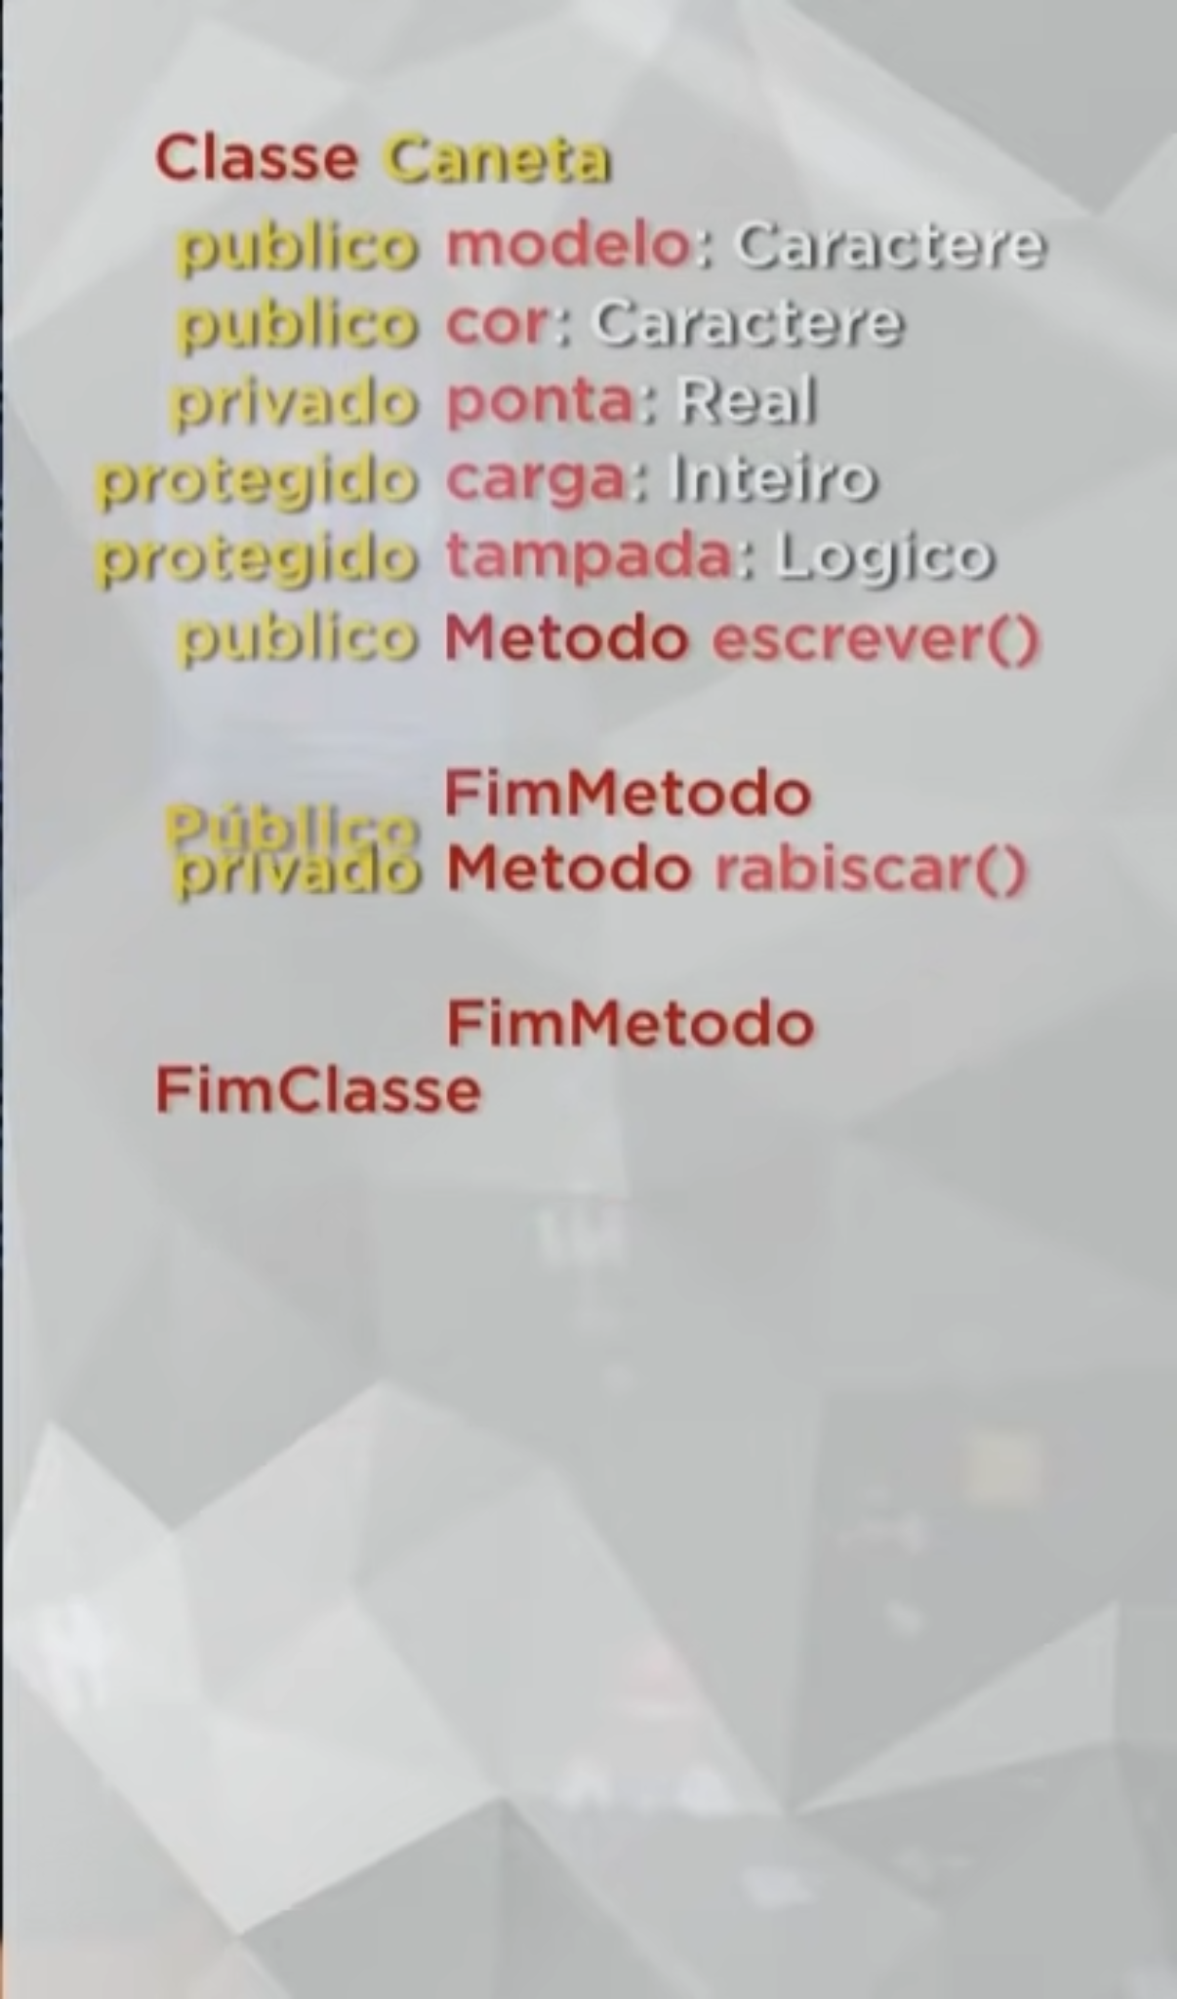 Classe Caneta
publico modelo: Caractere
publico cor: Caractere
privado ponta: Real
protegido carga: Inteiro
protegido tampada: Logico
publico Metodo escrever()
FimMetodo
Público
privado Metodo rabiscar()
FimMetodo
FimClasse